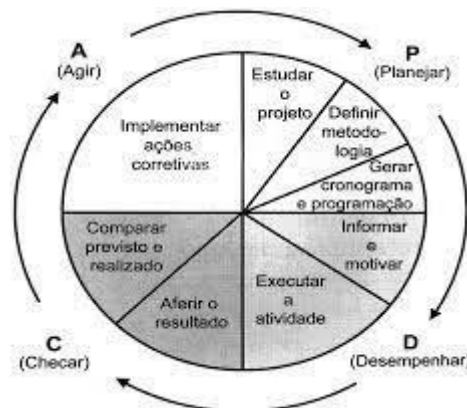 A
(Agir)
P
(Planejar)
Estudar
o
projeto
Definir
metodo-
logia
Gerar
cronograma
e programação
Implementar
ações
corretivas
Comparar
previsto e
realizado
Informar
e
motivar
Aferir o
resultado
Executar
a
atividade
C
(Checar)
D
(Desempenhar)